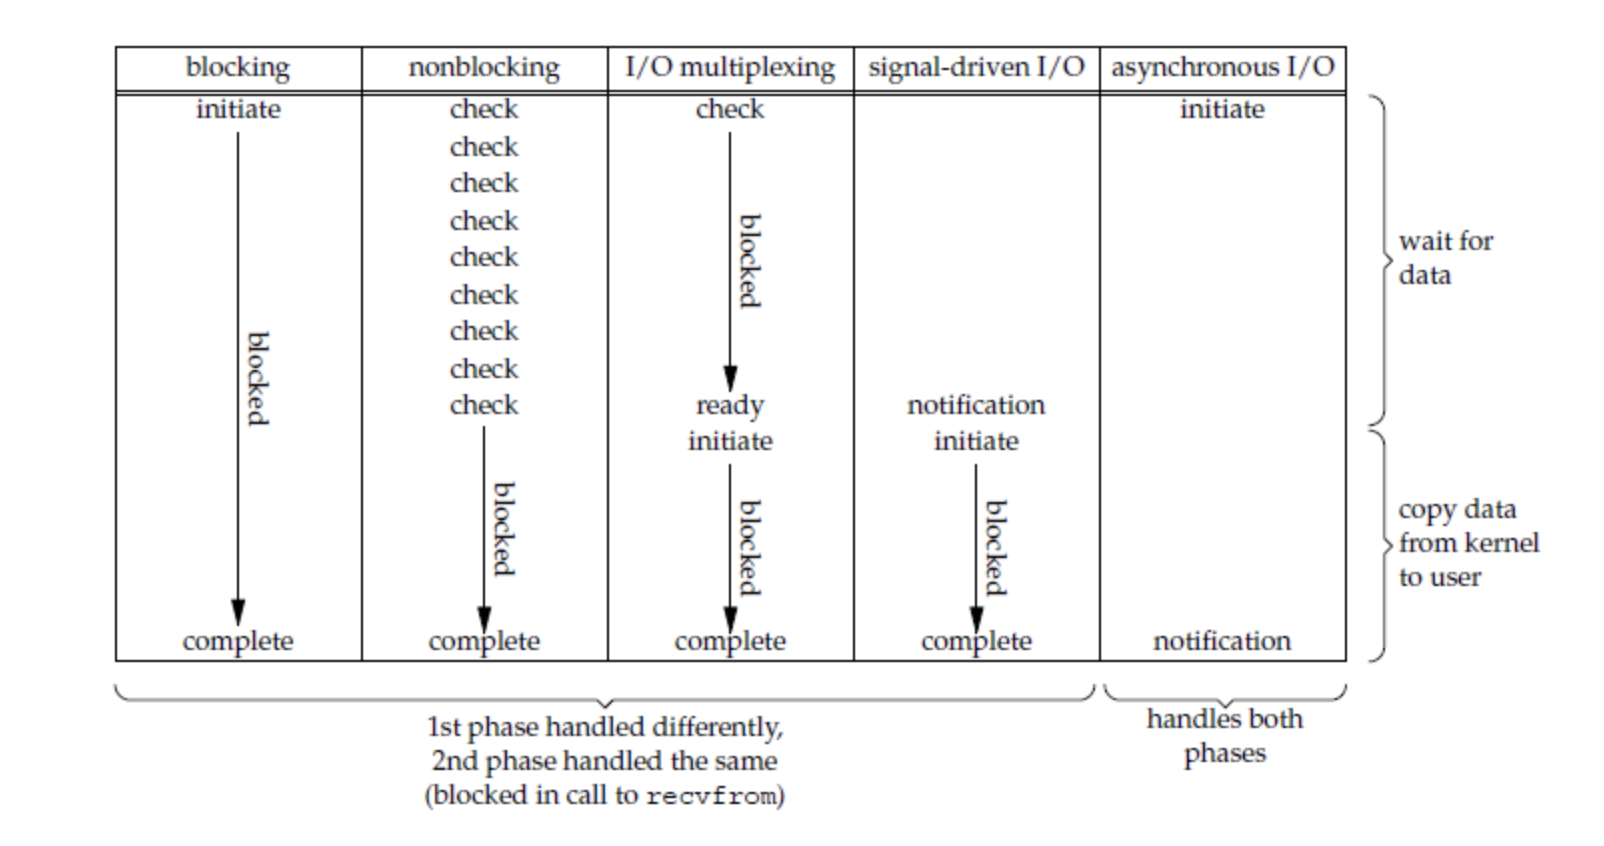 blocking nonblocking I/O multiplexing signal-driven I/O asynchronous I/O
initiate check check initiate
check
check
check
check
check
check
check
check ready notification
initiate initiate
blocked
blocked
blocked
blocked
blocked
complete complete complete complete notification
wait for
data
copy data
from kernel
to user
1st phase handled differently,
2nd phase handled the same
(blocked in call to recvfrom)
handles both
phases